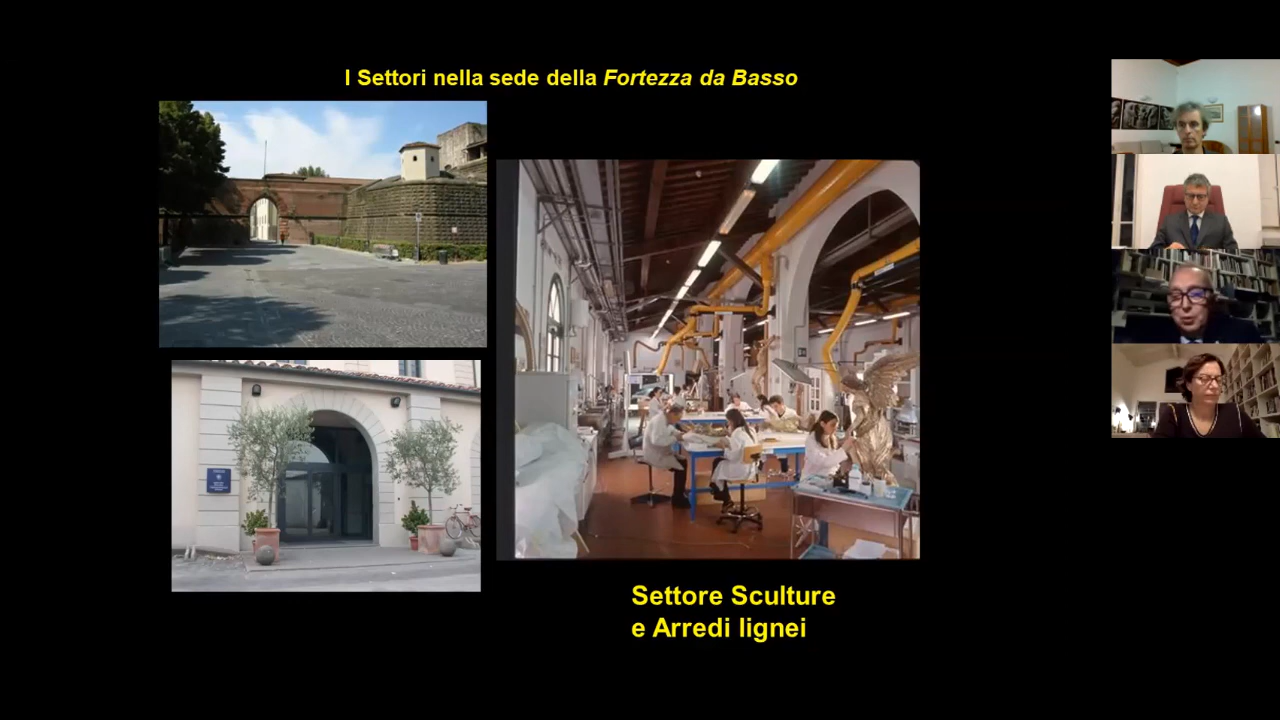 I Settori nella sede della Fortezza da Basso
Settore Sculture
e Arredi lignei